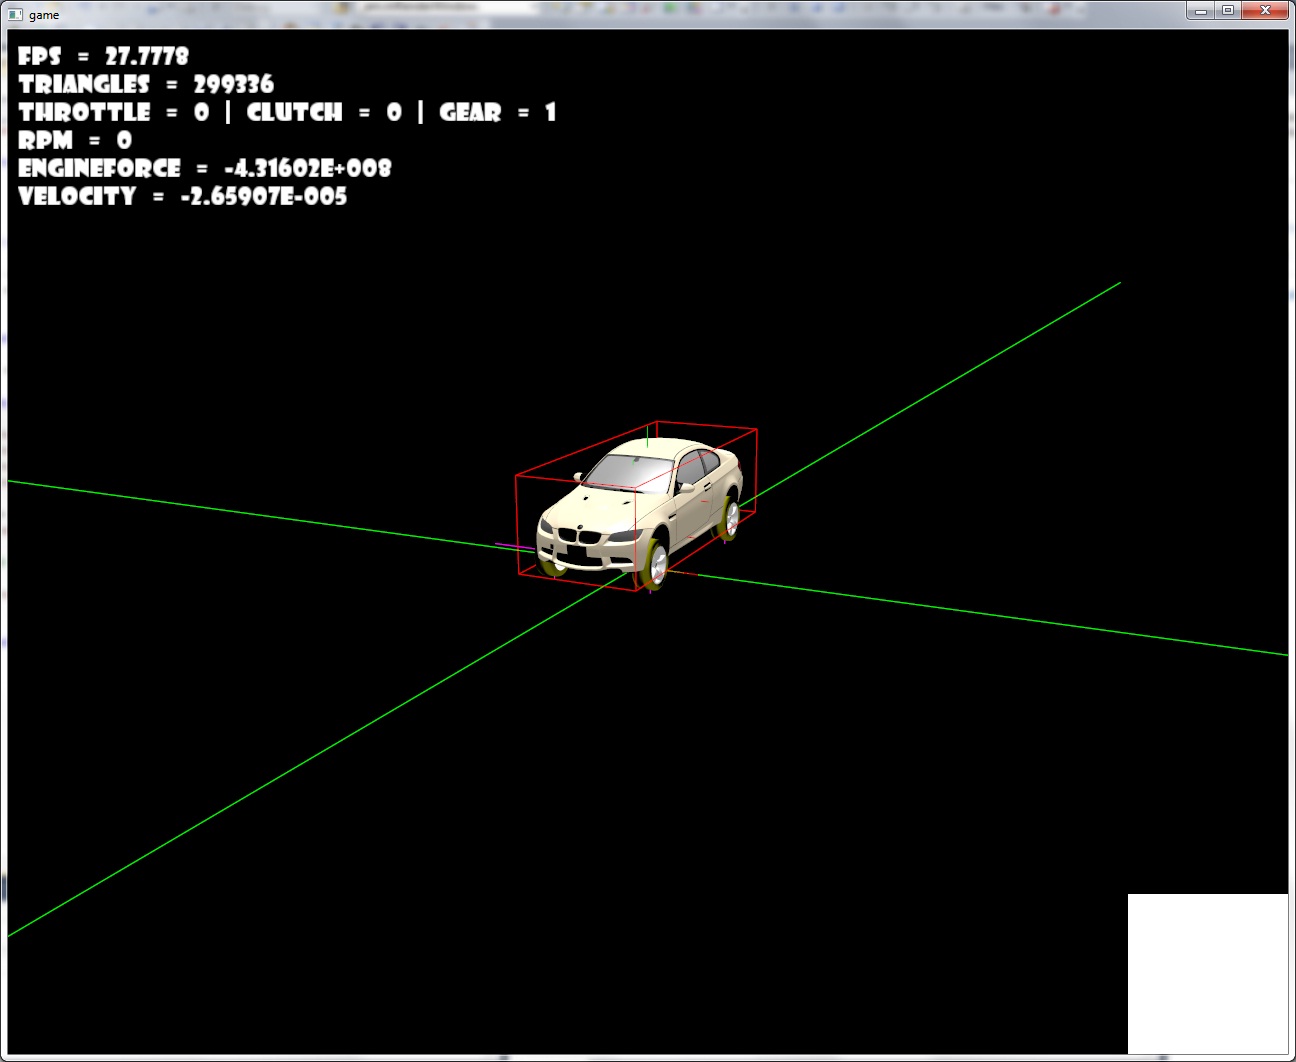 game
FPS = 27.7778
TRIANGLES = 299336
THROTTLE = 0 | CLUTCH = 0 | GEAR = 1
RPM = 0
ENGINEFORCE = -4.31602E+008
VELOCITY = -2.65907E-005